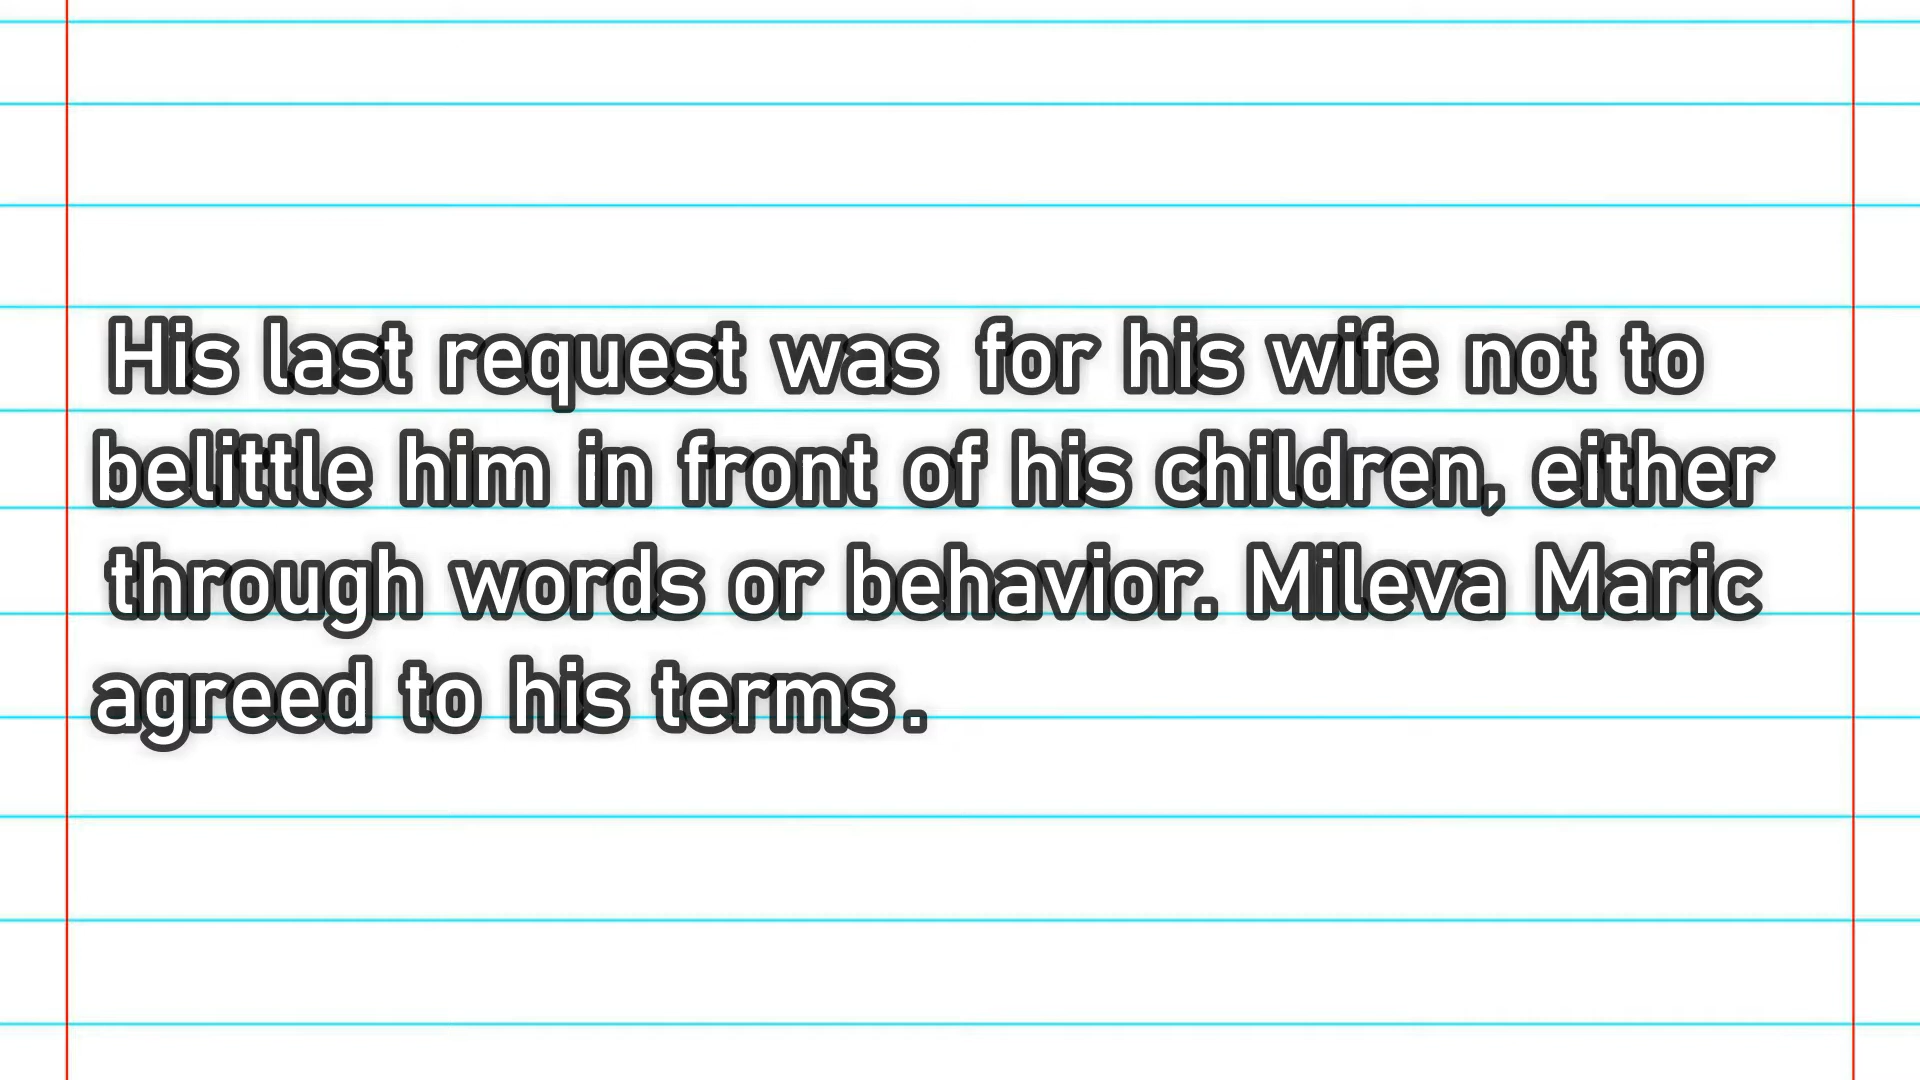 His last request was for his wife not to
belittle him in front of his children, either
through words or behavior. Mileva Maric
agreed to his terms.